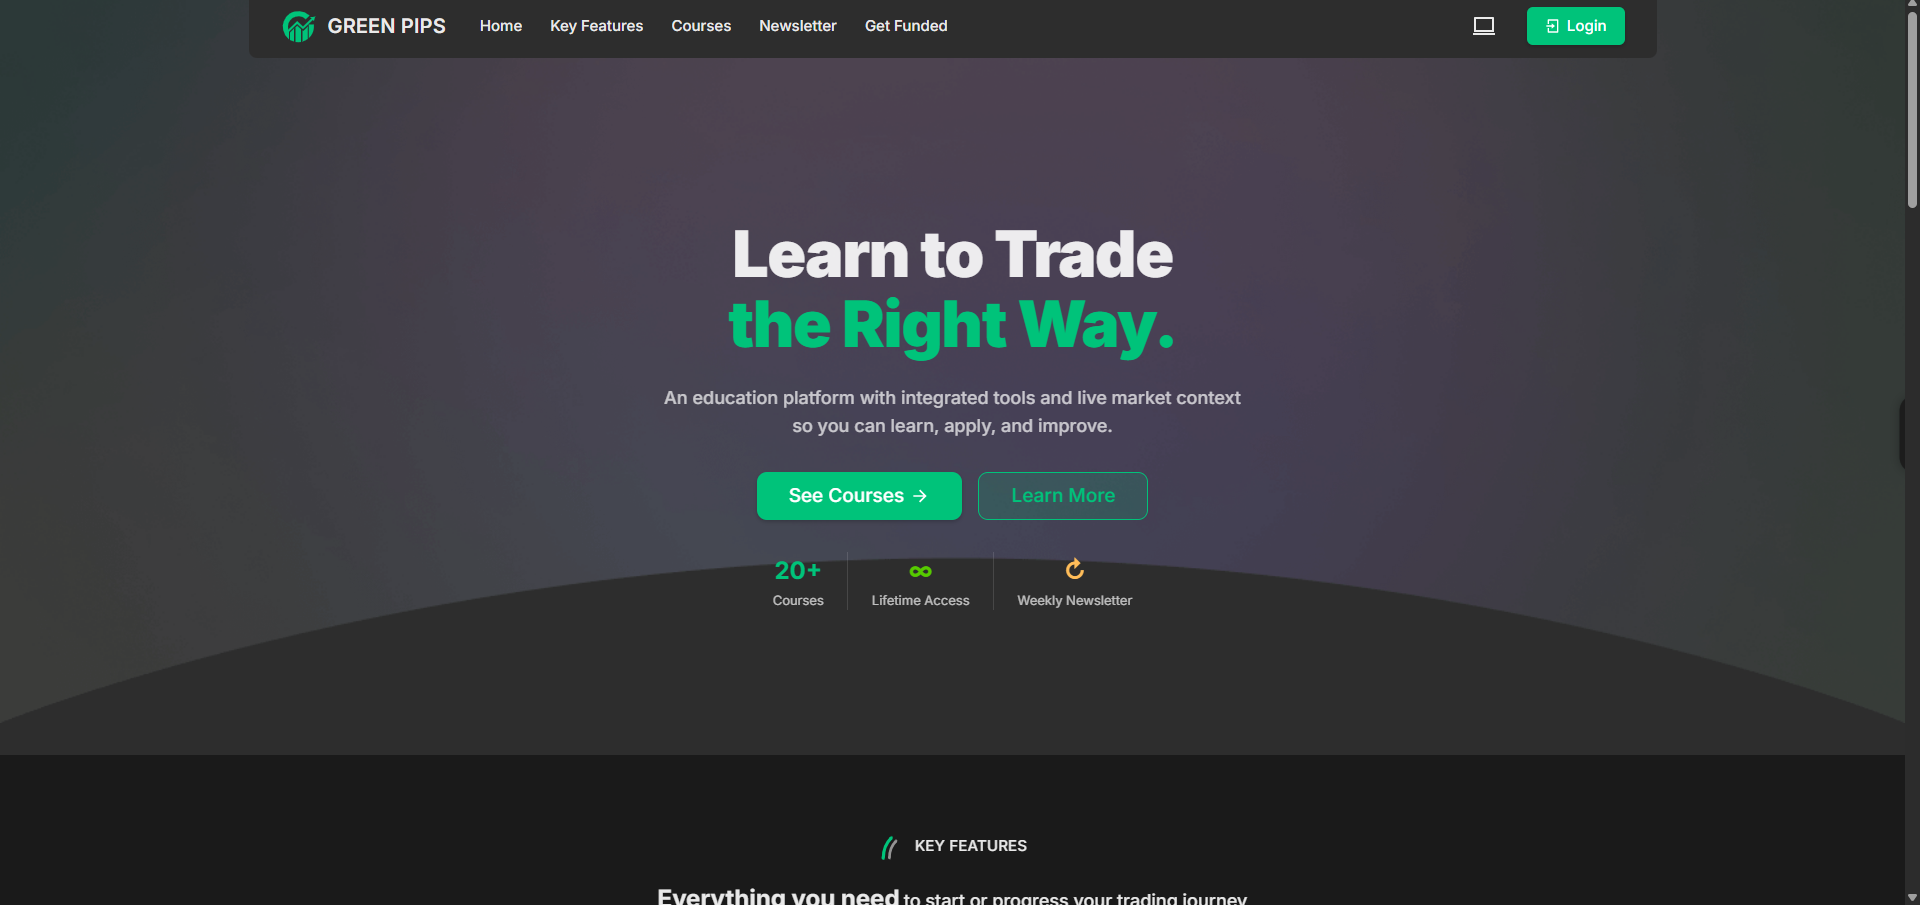 GREEN PIPS
Home
Key Features
Courses
Newsletter
Get Funded
Login
Learn to Trade
the Right Way.
An education platform with integrated tools and live market context
so you can learn, apply, and improve.
See Courses →
Learn More
20+
Courses
Lifetime Access
Weekly Newsletter
KEY FEATURES
Everything you need to start or progress your trading journey